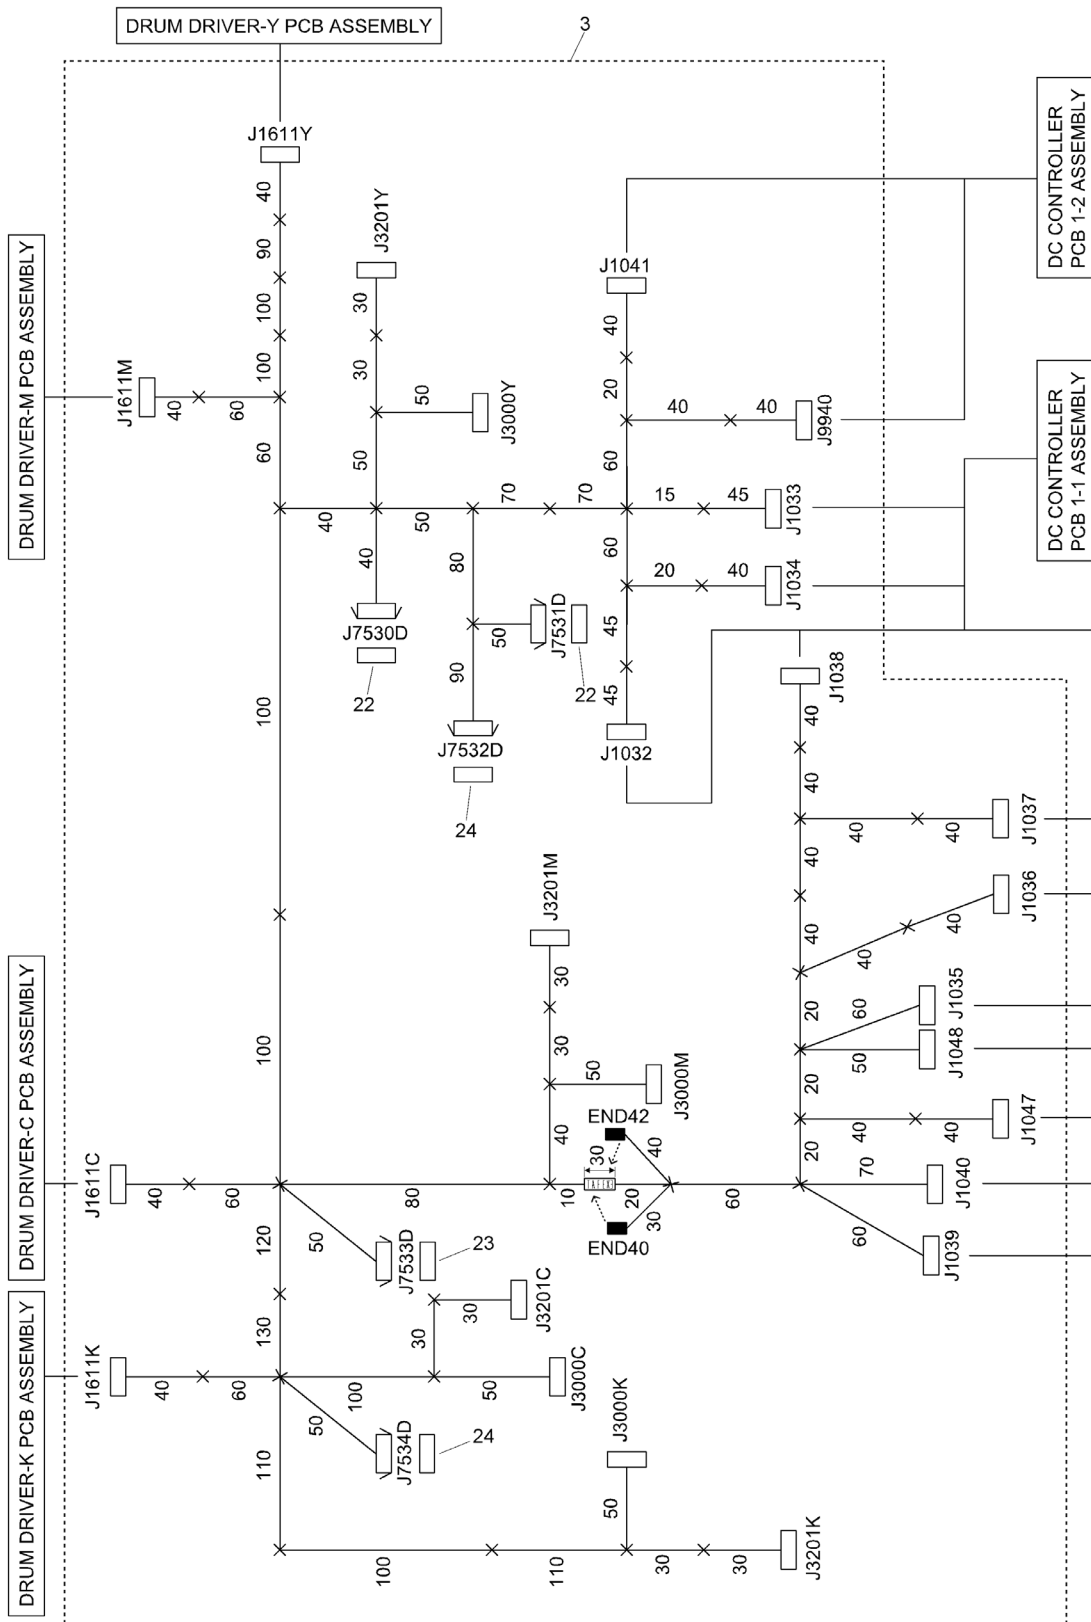 DRUM DRIVER-Y PCB ASSEMBLY
3
J1611Y
40
90
100
100
60
DRUM DRIVER-M PCB ASSEMBLY
J1611M
40
60
J3201Y
30
30
50
50
J3000Y
40
50
70
70
40
J7530D
22
80
90
50
J7531D
22
J7532D
24
J1041
40
20
60
40
40
J9940
15
45
J1033
60
20
40
J1034
45
45
J1032
DC CONTROLLER
PCB 1-2 ASSEMBLY
DC CONTROLLER
PCB 1-1 ASSEMBLY
J1038
40
40
40
40
J1037
40
40
40
40
J1036
20
60
J1035
50
J1048
20
40
40
J1047
20
70
J1040
60
J1039
100
100
DRUM DRIVER-C PCB ASSEMBLY
J1611C
40
60
80
J3201M
30
30
50
J3000M
40
10
30
20
END42
40
END40
30
60
50
J7533D
23
120
130
DRUM DRIVER-K PCB ASSEMBLY
J1611K
40
60
100
30
30
J3201C
50
J3000C
50
J7534D
24
110
100
110
50
J3000K
30
30
J3201K